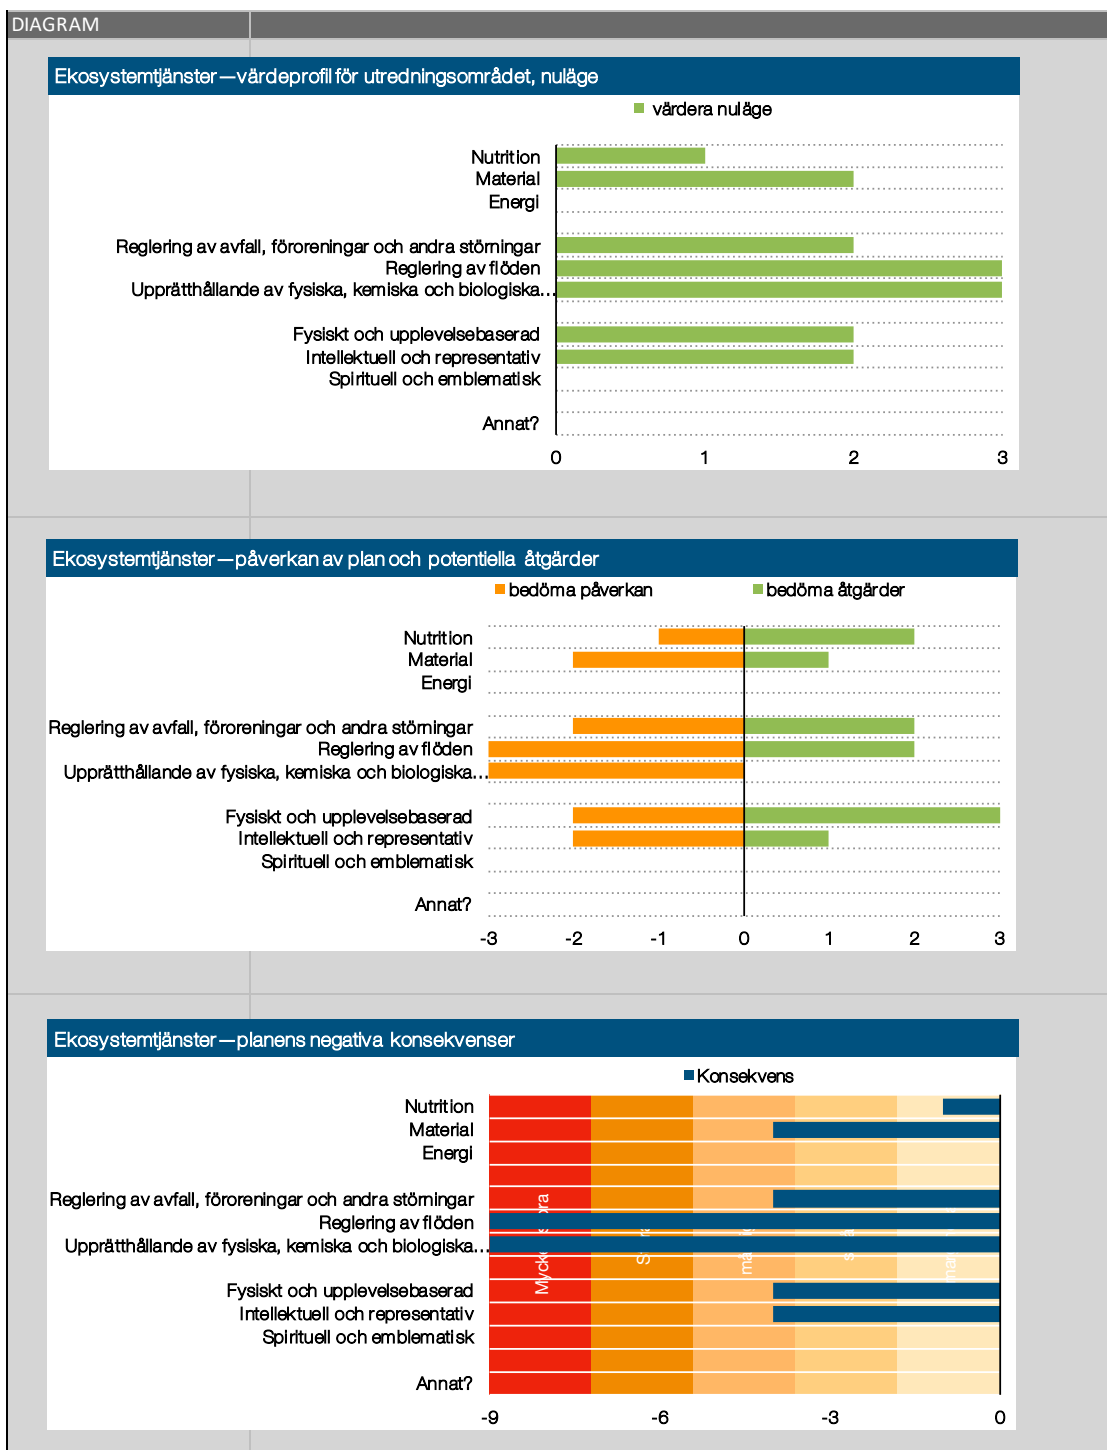 DIAGRAM
Ekosystemtjänster—värdeprofil för utredningsområdet, nuläge
värdera nuläge
Nutrition
Material
Energi
Reglering av avfall, föroreningar och andra störningar
Reglering av flöden
Upprätthållande av fysiska, kemiska och biologiska...
Fysiskt och upplevelsebaserad
Intellektuell och representativ
Spirituell och emblematisk
Annat?
0 1 2 3
Ekosystemtjänster—påverkan av plan och potentiella åtgärder
bedöma påverkan bedöma åtgärder
Nutrition
Material
Energi
Reglering av avfall, föroreningar och andra störningar
Reglering av flöden
Upprätthållande av fysiska, kemiska och biologiska...
Fysiskt och upplevelsebaserad
Intellektuell och representativ
Spirituell och emblematisk
Annat?
-3 -2 -1 0 1 2 3
Ekosystemtjänster—planens negativa konsekvenser
Konsekvens
Nutrition
Material
Energi
Reglering av avfall, föroreningar och andra störningar
Reglering av flöden
Upprätthållande av fysiska, kemiska och biologiska...
Fysiskt och upplevelsebaserad
Intellektuell och representativ
Spirituell och emblematisk
Annat?
-9 -6 -3 0